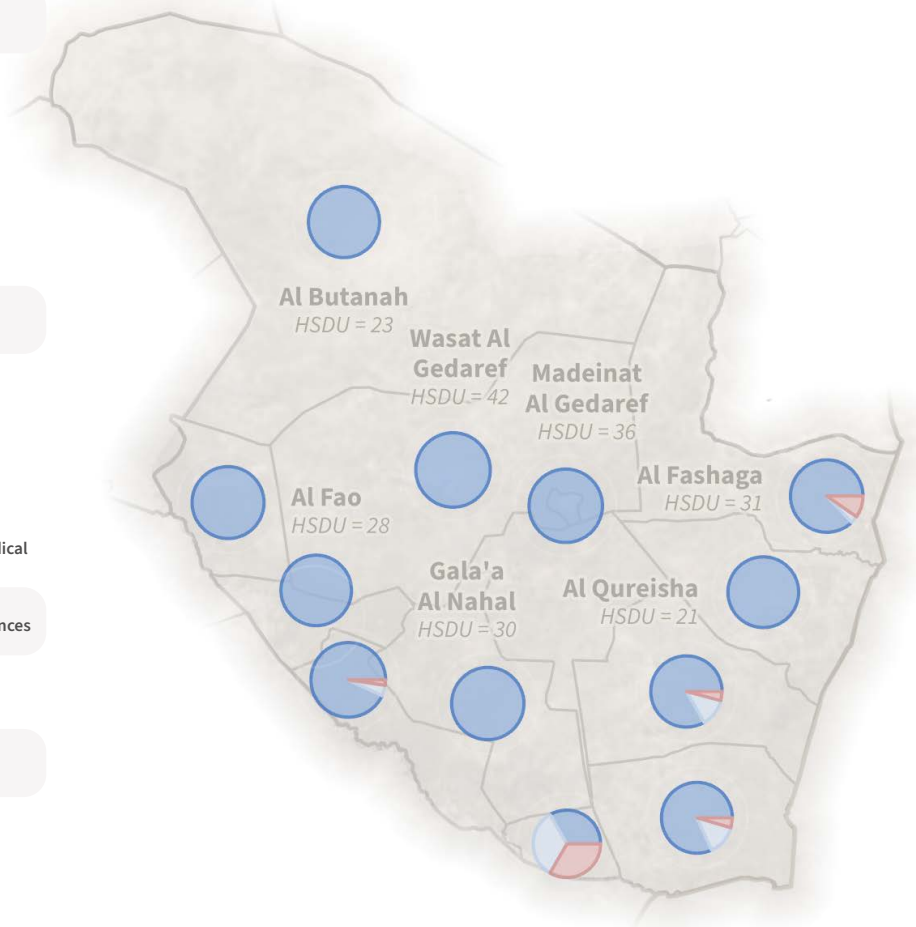 Al Butanah
HSDU = 23
Wasat Al
Gedaref
HSDU = 42
Madeinat
Al Gedaref
HSDU = 36
Al Fashaga
HSDU = 31
Al Fao
HSDU = 28
dical
Gala'a
Al Nahal
HSDU = 30
Al Qureisha
HSDU = 21
nces